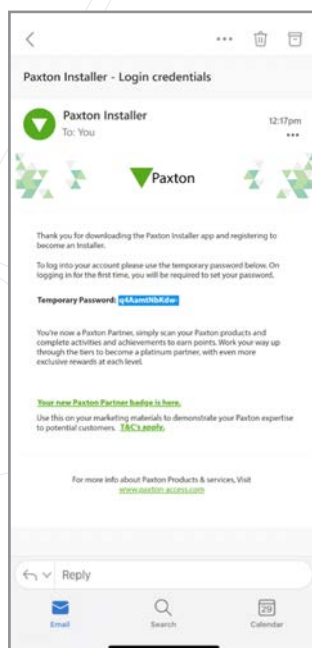 Paxton Installer - Login credentials
Paxton Installer
12:17pm
To: You
Paxton
Thank you for downloading the Paxton Installer app and registering to
become an Installer.
To log into your account please use the temporary password below. On
logging in for the first time, you will be required to set your password.
Temporary Password: q4AamtNbKdw-
You're now a Paxton Partner, simply scan your Paxton products and
complete activities and achievements to earn points. Work your way up
through the tiers to become a platinum partner, with even more
exclusive rewards at each level.
Your new Paxton Partner badge is here.
Use this on your marketing materials to demonstrate your Paxton expertise
to potential customers. T&C's apply.
For more info about Paxton Products & services, Visit
www.paxton-access.com
Reply
29
Email Search Calendar